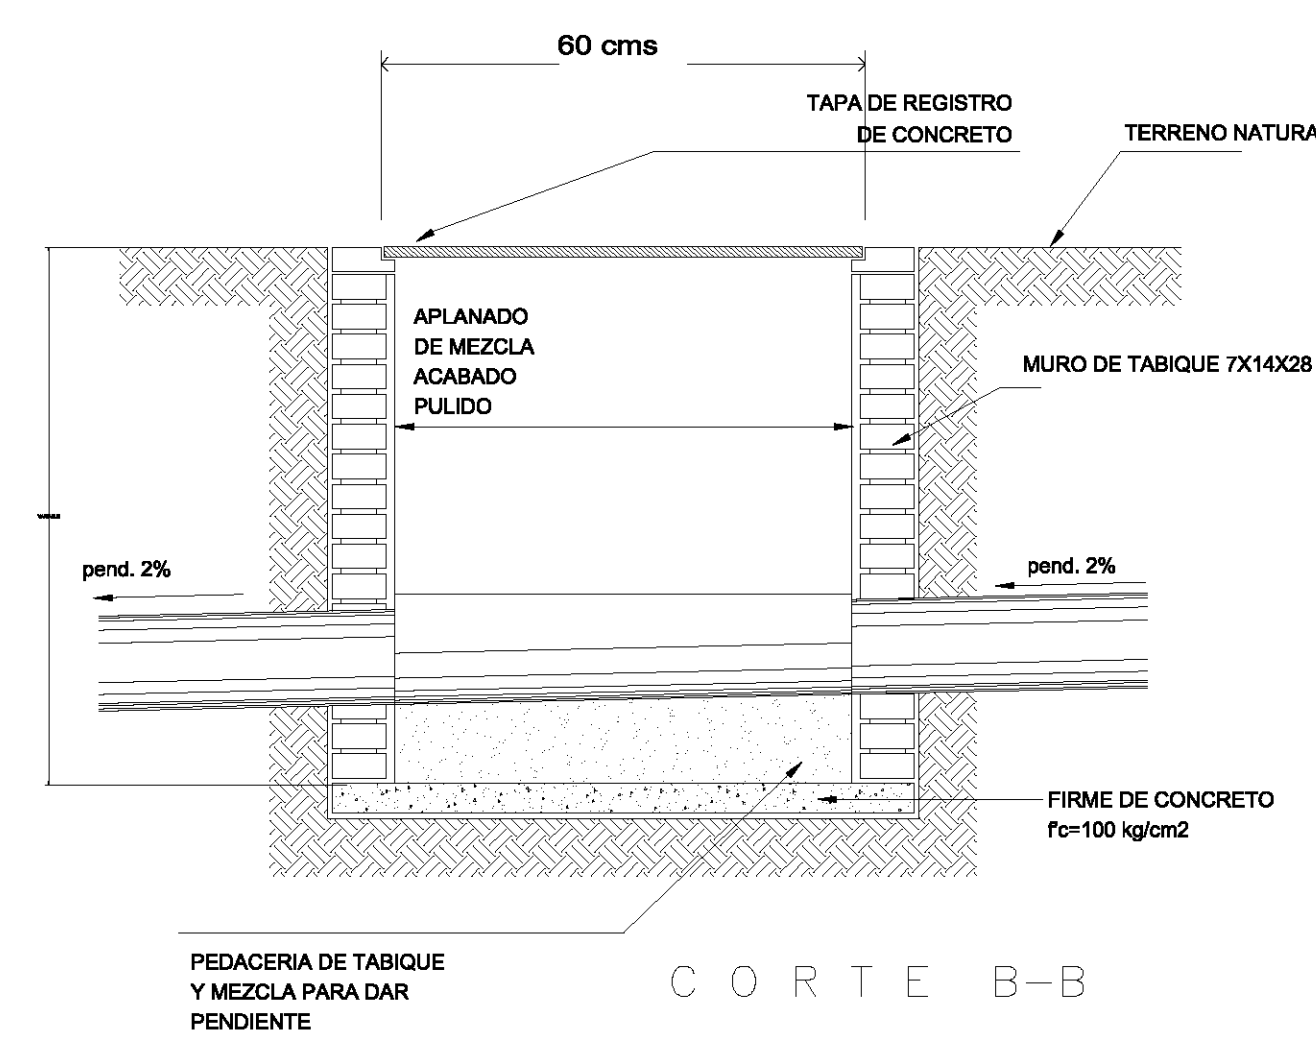 60 cms
TAPA DE REGISTRO
DE CONCRETO
TERRENO NATURA
APLANADO
DE MEZCLA
ACABADO
PULIDO
MURO DE TABIQUE 7X14X28
pend. 2%
pend. 2%
FIRME DE CONCRETO
f'c=100 kg/cm2
PEDACERIA DE TABIQUE
Y MEZCLA PARA DAR
PENDIENTE
CORTE B-B